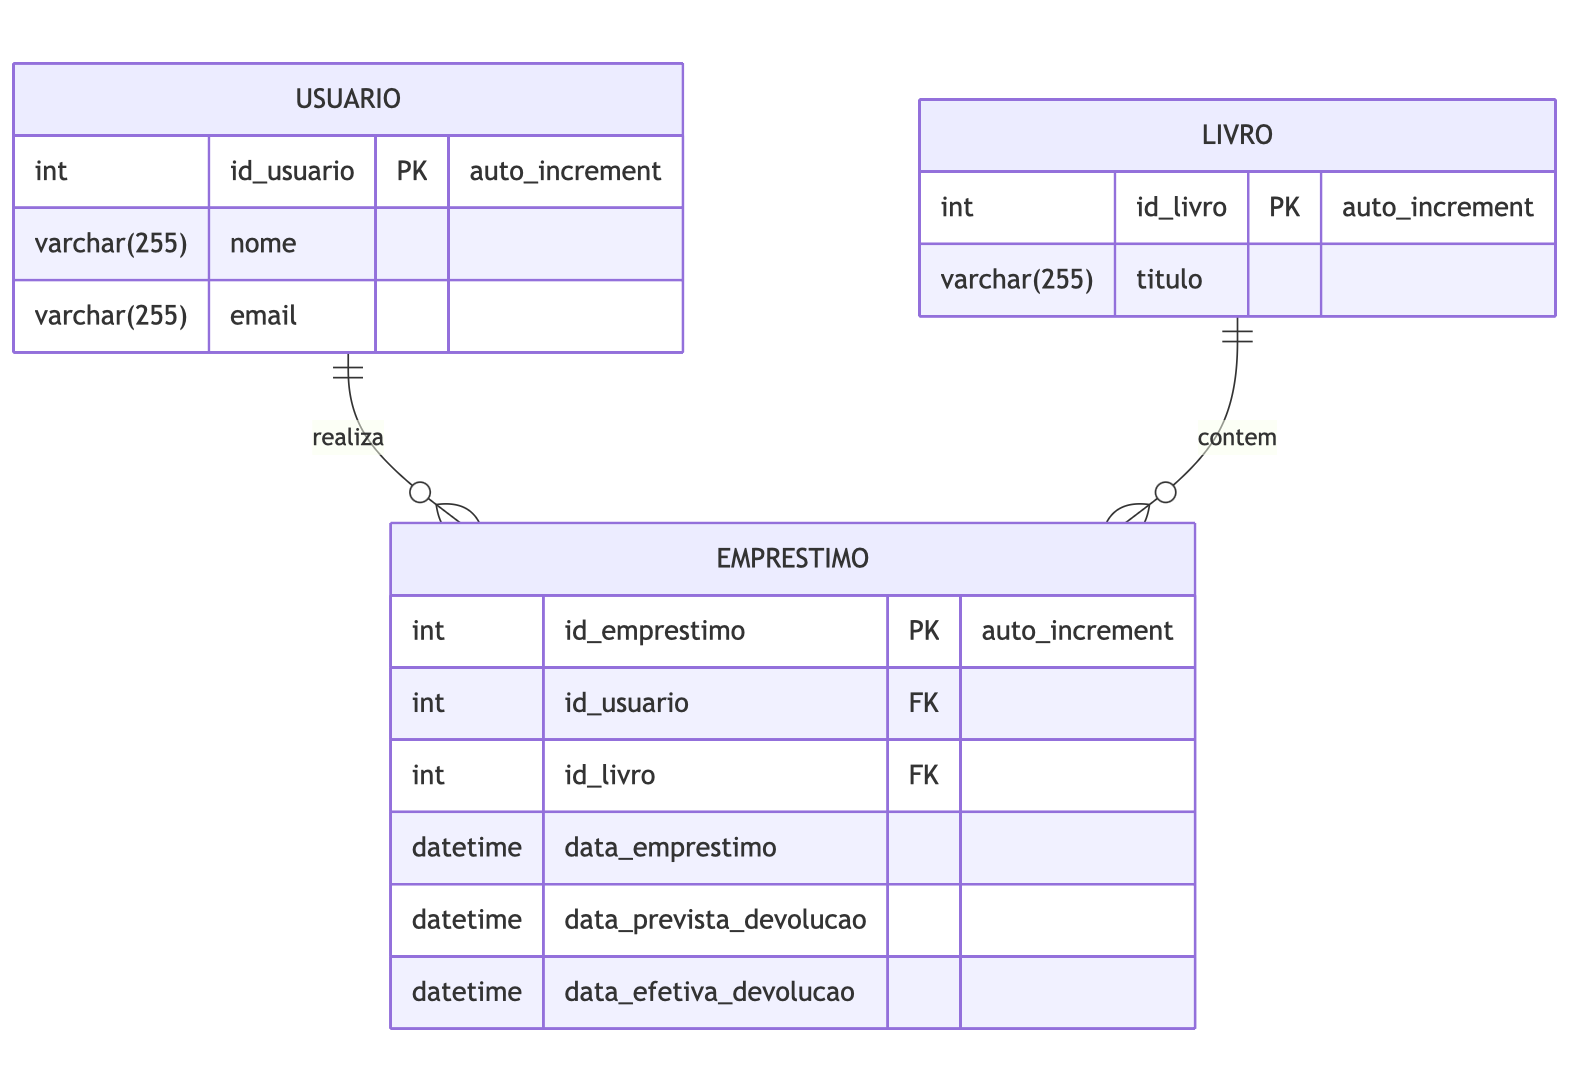 USUARIO
int id_usuario PK auto_increment
varchar(255) nome
varchar(255) email
LIVRO
int id_livro PK auto_increment
varchar(255) titulo
realiza
contem
EMPRESTIMO
int id_emprestimo PK auto_increment
int id_usuario FK
int id_livro FK
datetime data_emprestimo
datetime data_prevista_devolucao
datetime data_efetiva_devolucao